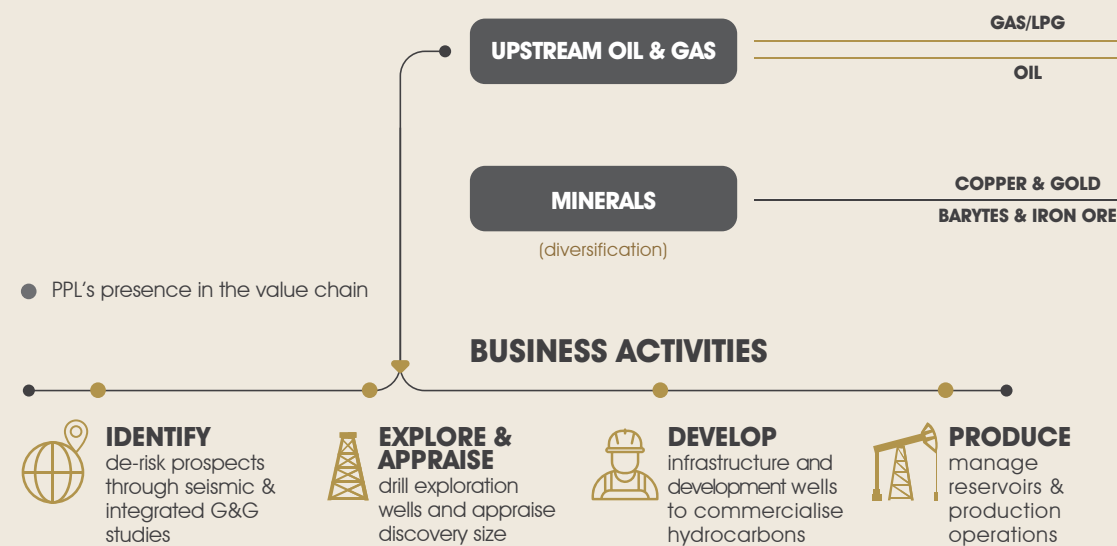 GAS/LPG
UPSTREAM OIL & GAS
OIL
COPPER & GOLD
MINERALS
BARYTES & IRON ORE
(diversification)
PPL's presence in the value chain
BUSINESS ACTIVITIES
IDENTIFY
de-risk prospects
through seismic &
integrated G&G
studies
EXPLORE &
APPRAISE
drill exploration
wells and appraise
discovery size
DEVELOP
infrastructure and
development wells
to commercialise
hydrocarbons
PRODUCE
manage
reservoirs &
production
operations